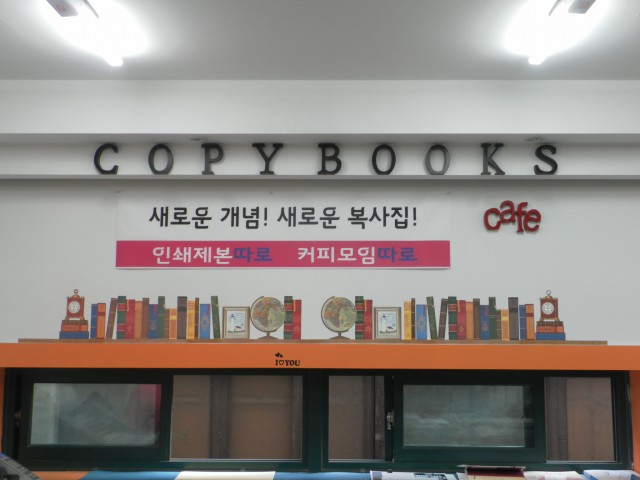 COPYBOOKS
새로운 개념! 새로운 복사집!
cafe
인쇄제본따로 커피모임따로
I♡YOU